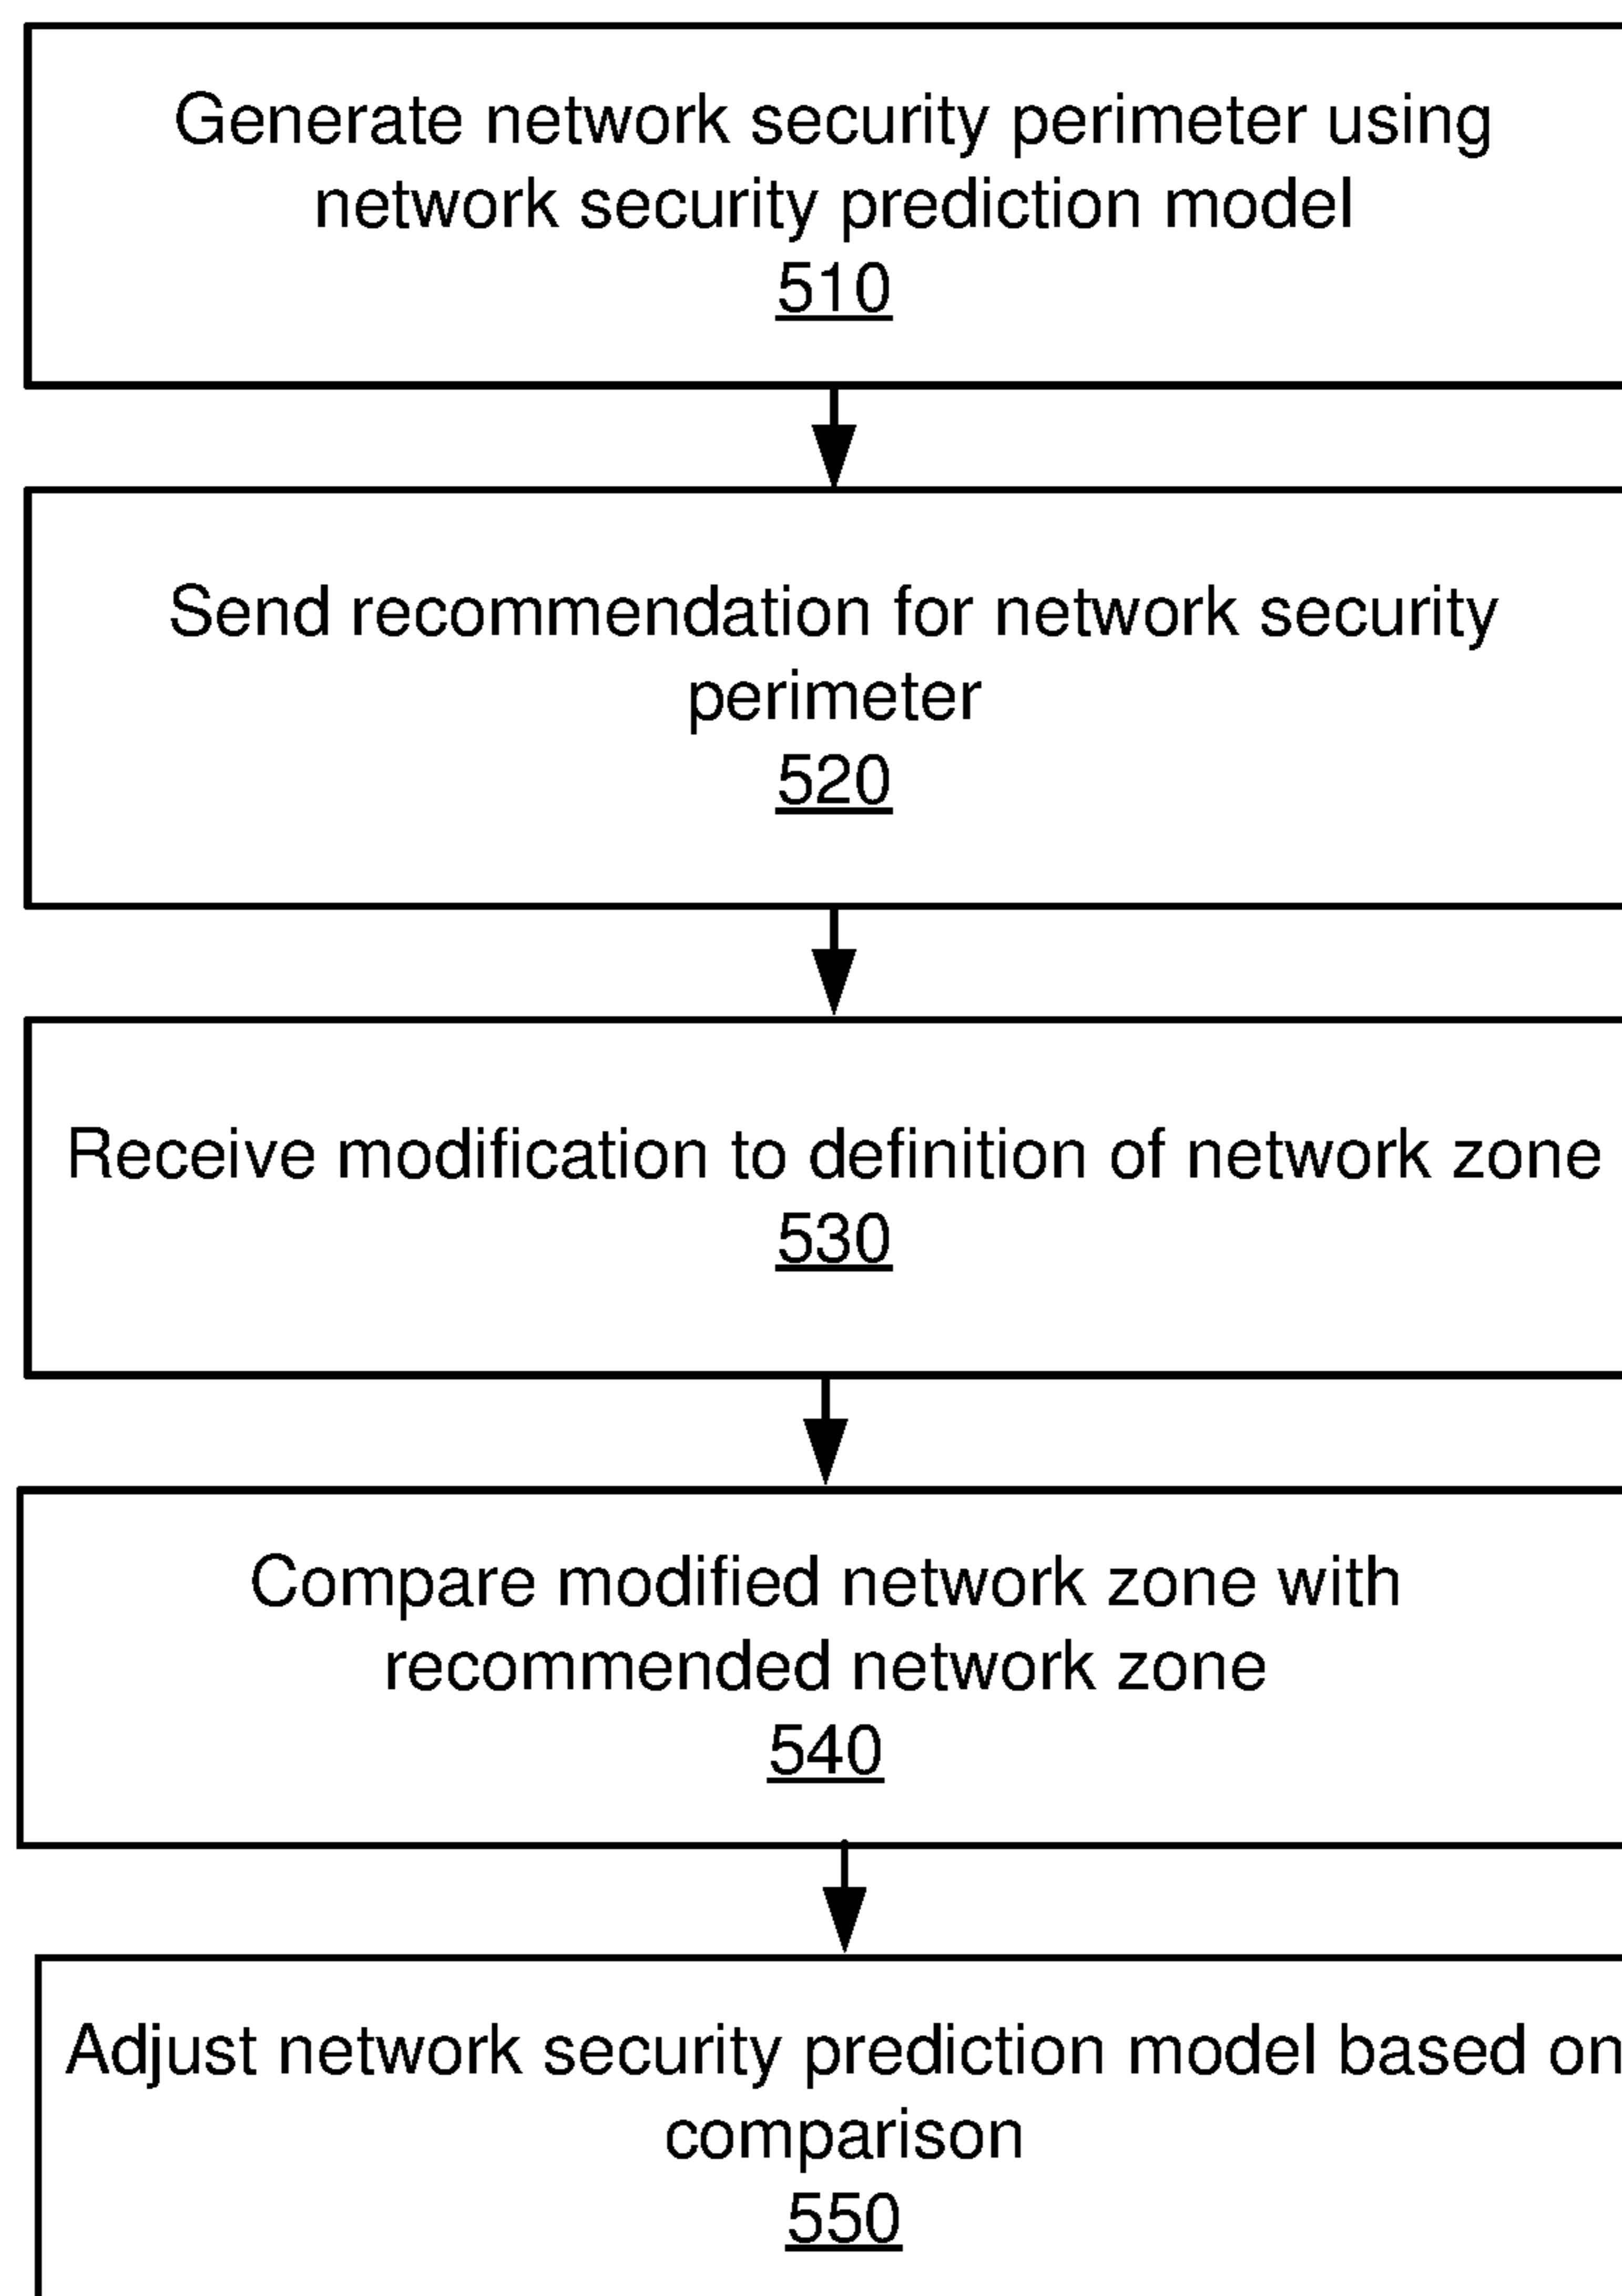 Generate network security perimeter using
network security prediction model
510
Send recommendation for network security
perimeter
520
Receive modification to definition of network zone
530
Compare modified network zone with
recommended network zone
540
Adjust network security prediction model based on
comparison
550